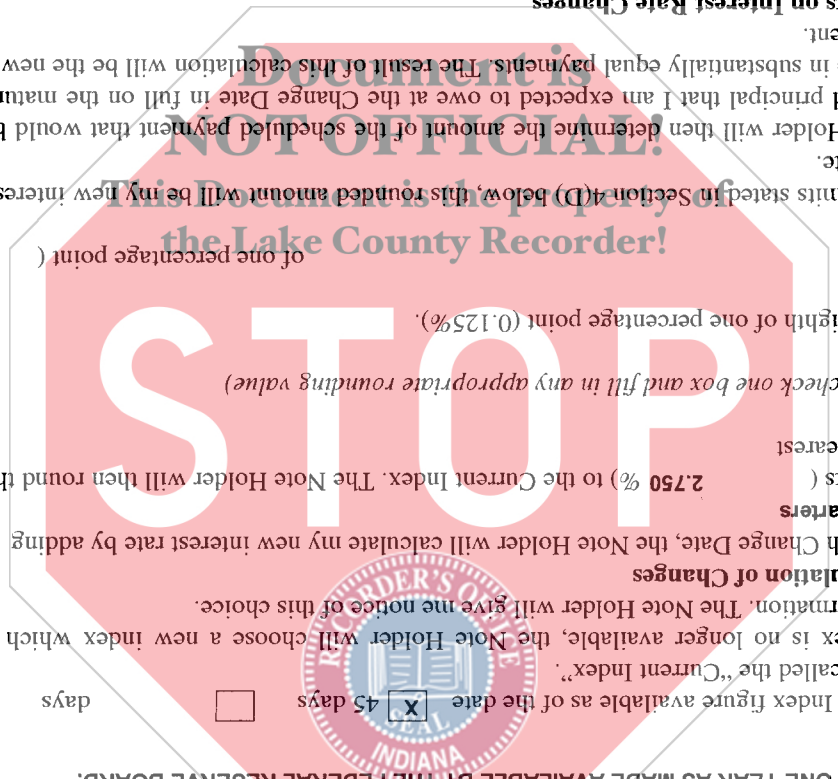 Document is
NOT OFFICIAL!
This Document is the property of
the Lake County Recorder!
STOP
RECORDER'S OFFICE
SEAL
INDIANA
ONE YEAR AS MADE AVAILABLE BY THE FEDERAL RESERVE BOARD.
Index figure available as of the date X 45 days days
called the "Current Index".
ex is no longer available, the Note Holder will choose a new index which
rmation. The Note Holder will give me notice of this choice.
ulation of Changes
h Change Date, the Note Holder will calculate my new interest rate by adding
arters
ts ( 2.750 %) to the Current Index. The Note Holder will then round th
earest
check one box and fill in any appropriate rounding value)
ighth of one percentage point (0.125%).
of one percentage point (
mits stated in Section 4(D) below, this rounded amount will be my new interes
te.
Holder will then determine the amount of the scheduled payment that would b
d principal that I am expected to owe at the Change Date in full on the matur
e in substantially equal payments. The result of this calculation will be the new
ent.
ts on Interest Rate Changes